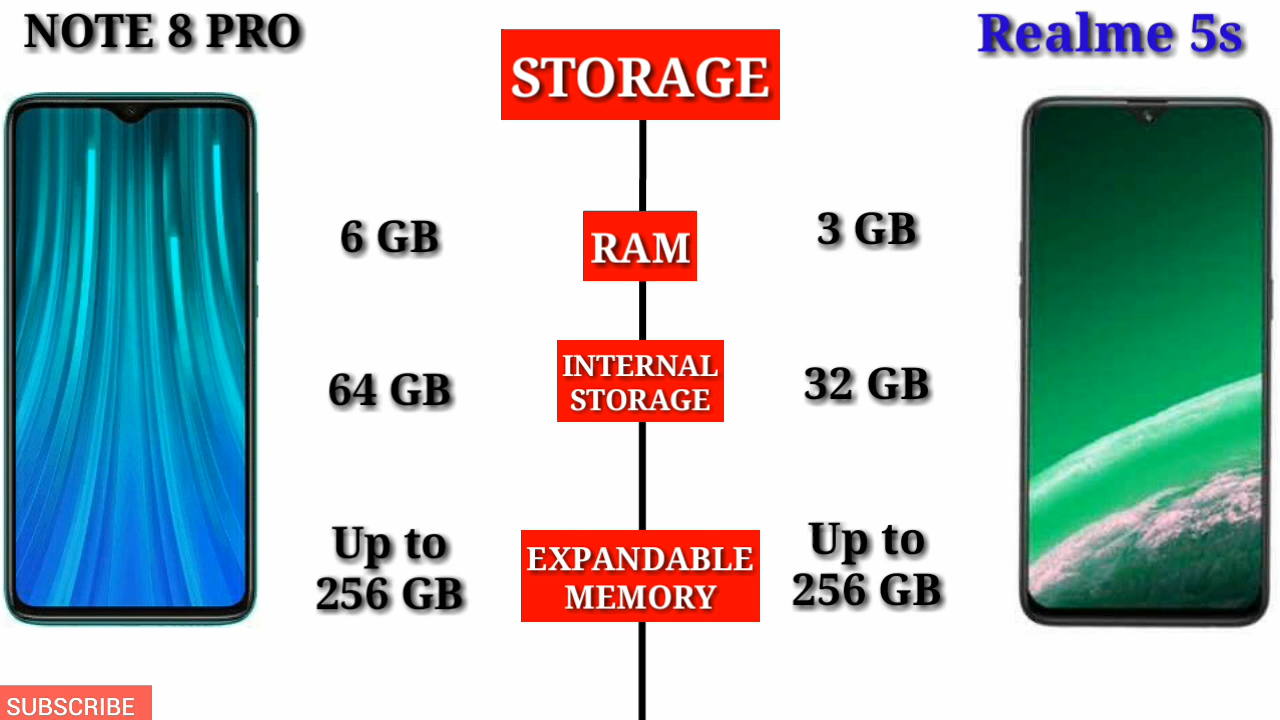 NOTE 8 PRO
Realme 5s
STORAGE
6 GB
RAM
3 GB
64 GB
INTERNAL
STORAGE
32 GB
Up to
256 GB
EXPANDABLE
MEMORY
Up to
256 GB
SUBSCRIBE